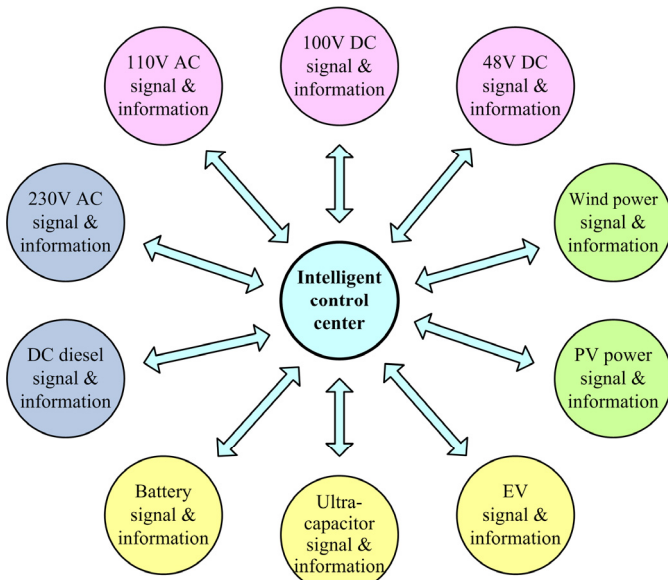 110V AC
signal &
information
100V DC
signal &
information
48V DC
signal &
information
230V AC
signal &
information
Wind power
signal &
information
Intelligent
control
center
DC diesel
signal &
information
PV power
signal &
information
Battery
signal &
information
Ultra-
capacitor
signal &
information
EV
signal &
information